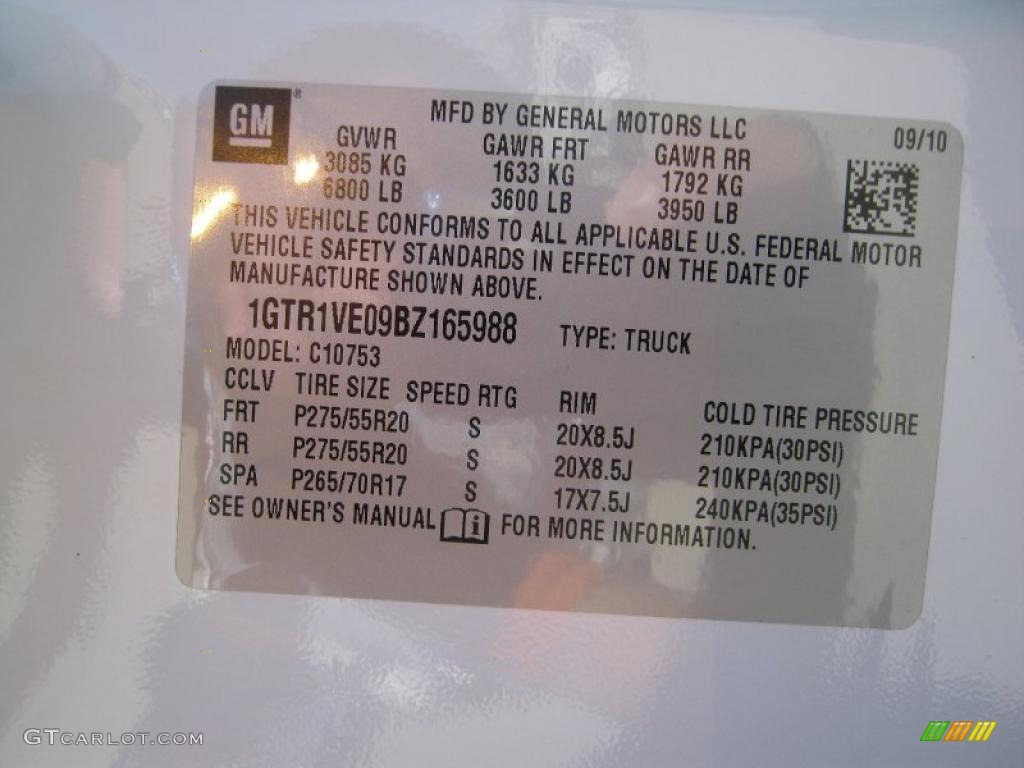 GM®
MFD BY GENERAL MOTORS LLC
09/10
GVWR GAWR FRT GAWR RR
3085 KG 1633 KG 1792 KG
6800 LB 3600 LB 3950 LB
THIS VEHICLE CONFORMS TO ALL APPLICABLE U.S. FEDERAL MOTOR
VEHICLE SAFETY STANDARDS IN EFFECT ON THE DATE OF
MANUFACTURE SHOWN ABOVE.
1GTR1VE09BZ165988 TYPE: TRUCK
MODEL: C10753
CCLV TIRE SIZE SPEED RTG RIM COLD TIRE PRESSURE
FRT P275/55R20 S 20X8.5J 210KPA(30PSI)
RR P275/55R20 S 20X8.5J 210KPA(30PSI)
SPA P265/70R17 S 17X7.5J 240KPA(35PSI)
SEE OWNER'S MANUAL i FOR MORE INFORMATION.
GTCARLOT.COM